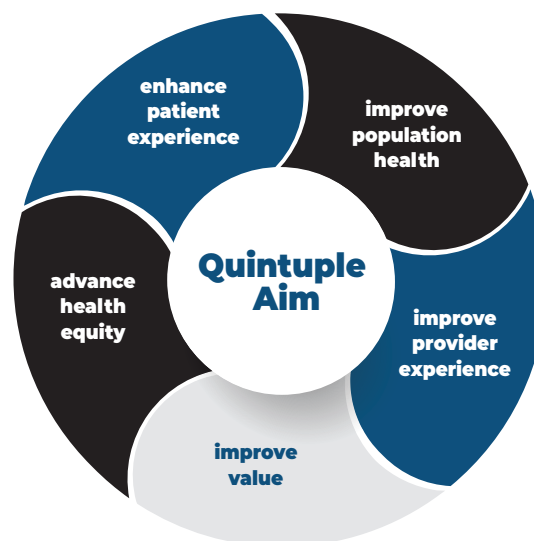 enhance
patient
experience
improve
population
health
Quintuple
Aim
advance
health
equity
improve
provider
experience
improve
value